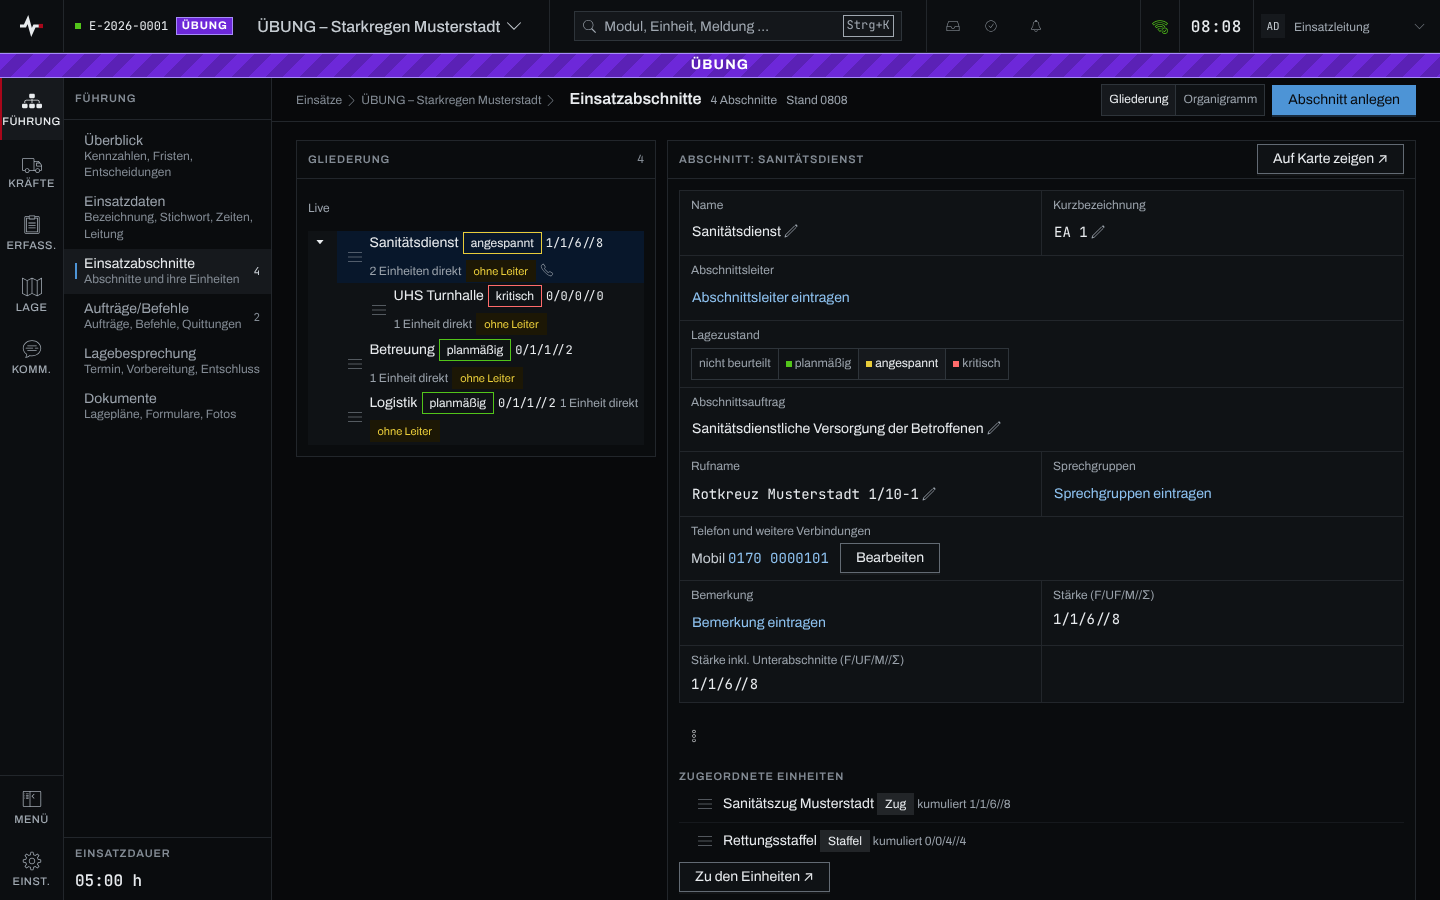 E-2026-0001 ÜBUNG ÜBUNG – Starkregen Musterstadt Modul, Einheit, Meldung ... Strg+K 08:08 AD Einsatzleitung
ÜBUNG
FÜHRUNG
KRÄFTE
ERFASS.
LAGE
KOMM.
MENÜ
EINST.
FÜHRUNG
Überblick
Kennzahlen, Fristen,
Entscheidungen
Einsatzdaten
Bezeichnung, Stichwort, Zeiten,
Leitung
Einsatzabschnitte 4
Abschnitte und ihre Einheiten
Aufträge/Befehle 2
Aufträge, Befehle, Quittungen
Lagebesprechung
Termin, Vorbereitung, Entschluss
Dokumente
Lagepläne, Formulare, Fotos
EINSATZDAUER
05:00 h
Einsätze ÜBUNG – Starkregen Musterstadt Einsatzabschnitte 4 Abschnitte Stand 0808 Gliederung Organigramm Abschnitt anlegen
GLIEDERUNG 4
Live
Sanitätsdienst angespannt 1/1/6//8
2 Einheiten direkt ohne Leiter
UHS Turnhalle kritisch 0/0/0//0
1 Einheit direkt ohne Leiter
Betreuung planmäßig 0/1/1//2
1 Einheit direkt ohne Leiter
Logistik planmäßig 0/1/1//2 1 Einheit direkt
ohne Leiter
ABSCHNITT: SANITÄTSDIENST Auf Karte zeigen
Name Kurzbezeichnung
Sanitätsdienst EA 1
Abschnittsleiter
Abschnittsleiter eintragen
Lagezustand
nicht beurteilt planmäßig angespannt kritisch
Abschnittsauftrag
Sanitätsdienstliche Versorgung der Betroffenen
Rufname Sprechgruppen
Rotkreuz Musterstadt 1/10-1 Sprechgruppen eintragen
Telefon und weitere Verbindungen
Mobil 0170 0000101 Bearbeiten
Bemerkung Stärke (F/UF/M//Σ)
Bemerkung eintragen 1/1/6//8
Stärke inkl. Unterabschnitte (F/UF/M//Σ)
1/1/6//8
ZUGEORDNETE EINHEITEN
Sanitätszug Musterstadt Zug kumuliert 1/1/6//8
Rettungsstaffel Staffel kumuliert 0/0/4//4
Zu den Einheiten